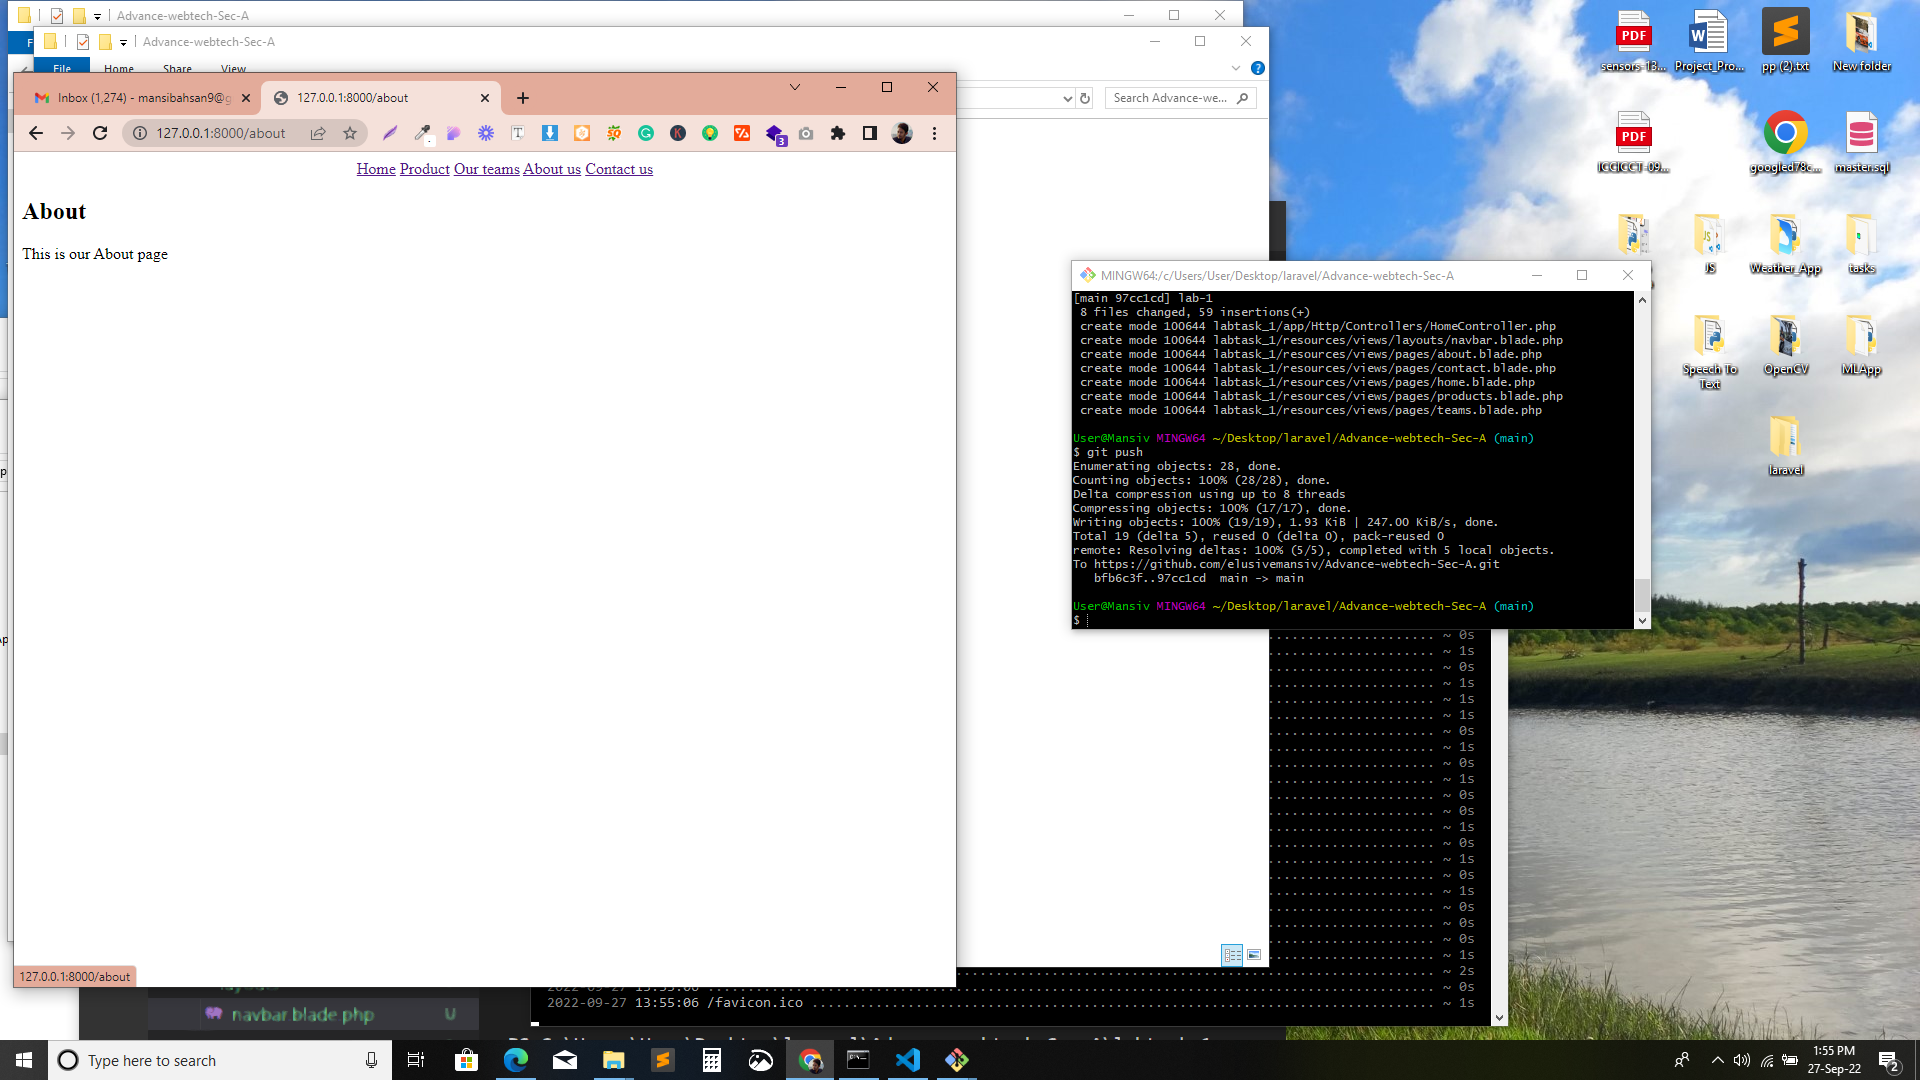 Advance-webtech-Sec-A
Advance-webtech-Sec-A
File
Home
Share
View
Search Advance-we...
Inbox (1,274) - mansibahsan9@g
127.0.0.1:8000/about
127.0.0.1:8000/about
3
Home Product Our teams About us Contact us
About
This is our About page
127.0.0.1:8000/about
MINGW64:/c/Users/User/Desktop/laravel/Advance-webtech-Sec-A
[main 97cc1cd] lab-1
8 files changed, 59 insertions(+)
create mode 100644 labtask_1/app/Http/Controllers/HomeController.php
create mode 100644 labtask_1/resources/views/layouts/navbar.blade.php
create mode 100644 labtask_1/resources/views/pages/about.blade.php
create mode 100644 labtask_1/resources/views/pages/contact.blade.php
create mode 100644 labtask_1/resources/views/pages/home.blade.php
create mode 100644 labtask_1/resources/views/pages/products.blade.php
create mode 100644 labtask_1/resources/views/pages/teams.blade.php
User@Mansiv MINGW64 ~/Desktop/laravel/Advance-webtech-Sec-A (main)
$ git push
Enumerating objects: 28, done.
Counting objects: 100% (28/28), done.
Delta compression using up to 8 threads
Compressing objects: 100% (17/17), done.
Writing objects: 100% (19/19), 1.93 KiB | 247.00 KiB/s, done.
Total 19 (delta 5), reused 0 (delta 0), pack-reused 0
remote: Resolving deltas: 100% (5/5), completed with 5 local objects.
To https://github.com/elusivemansiv/Advance-webtech-Sec-A.git
bfb6c3f..97cc1cd main -> main
User@Mansiv MINGW64 ~/Desktop/laravel/Advance-webtech-Sec-A (main)
$
~ 0s
~ 1s
~ 0s
~ 1s
~ 1s
~ 1s
~ 0s
~ 1s
~ 0s
~ 1s
~ 0s
~ 0s
~ 1s
~ 0s
~ 1s
~ 0s
~ 1s
~ 0s
~ 0s
~ 0s
~ 1s
~ 2s
2022-09-27 13:55:06 ~ 0s
2022-09-27 13:55:06 /favicon.ico ~ 1s
navbar blade php U
sensors-13...
Project_Pro...
pp (2).txt
New folder
ICCICCT-09...
googled78c...
master.sql
JS
Weather_App
tasks
Speech To
Text
OpenCV
MLApp
laravel
Type here to search
1:55 PM
27-Sep-22
2